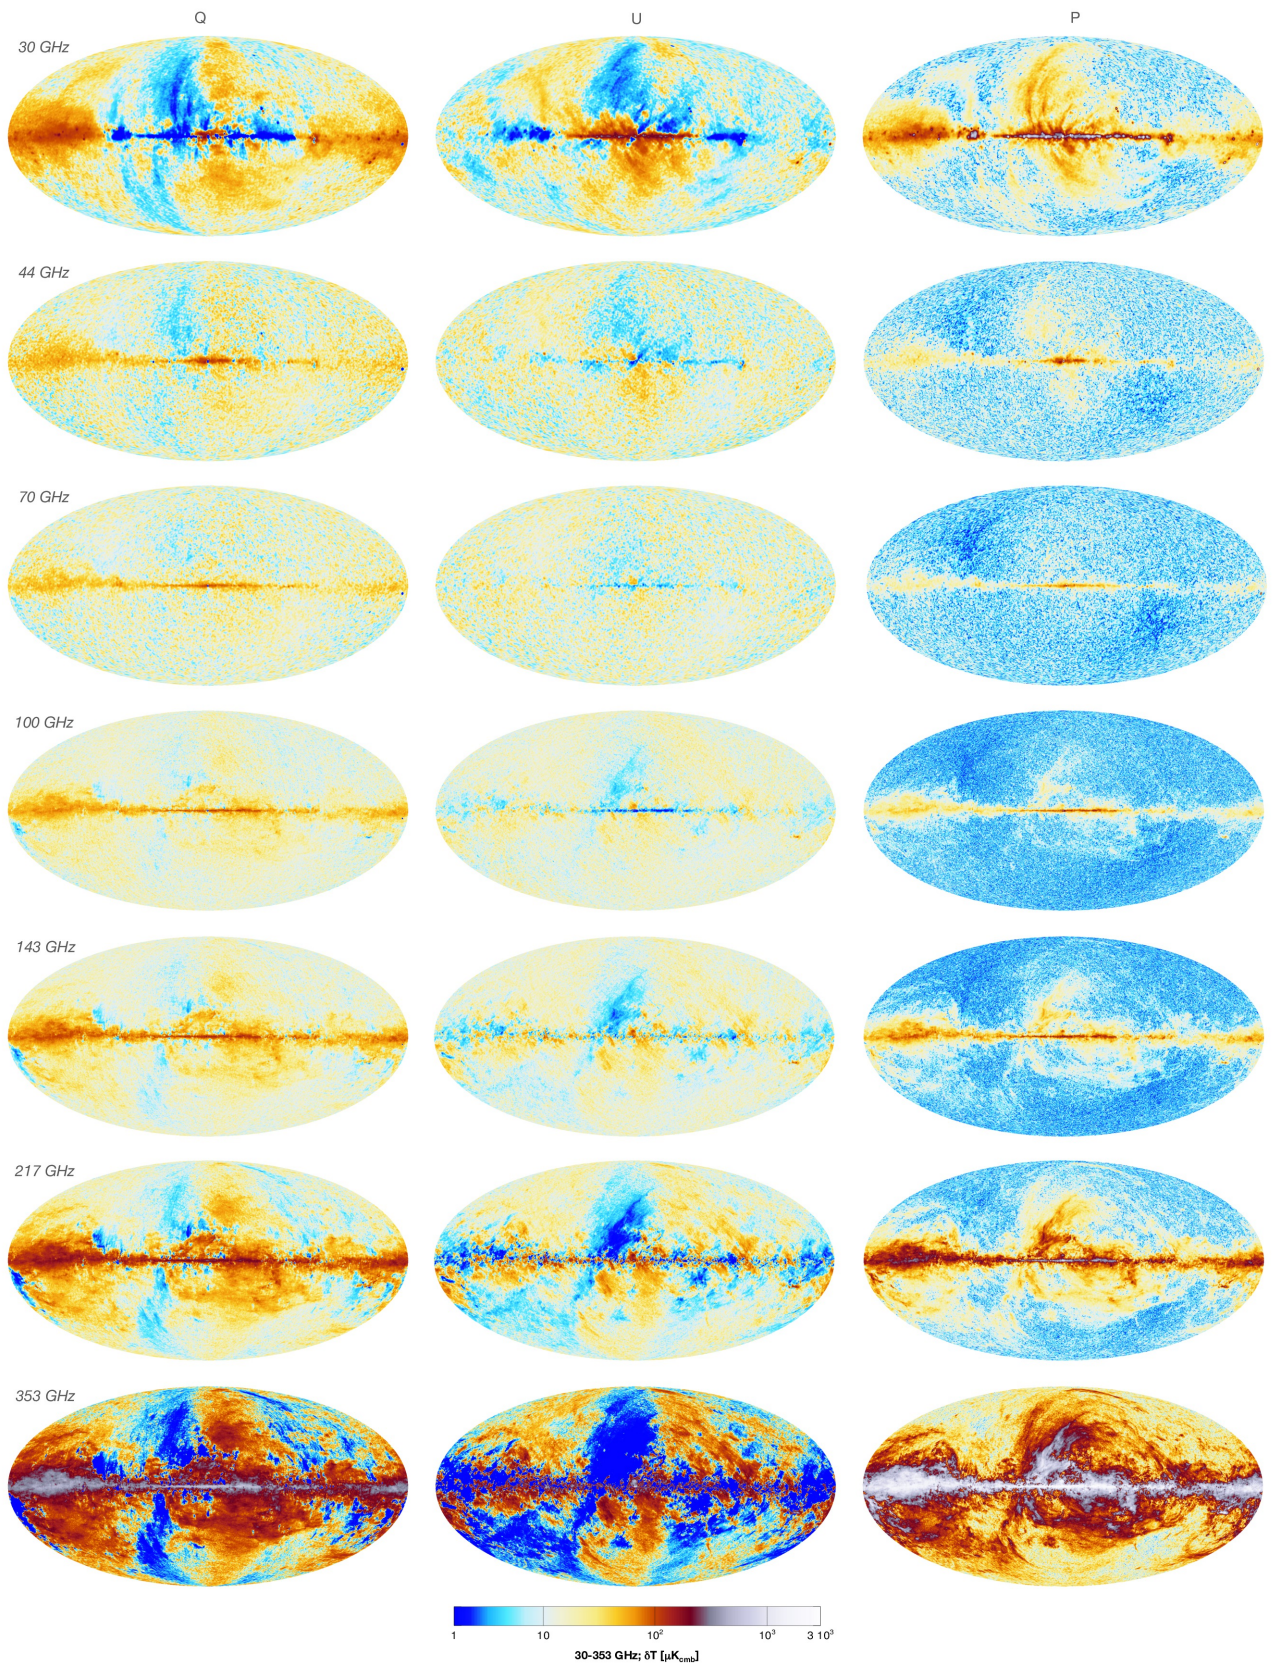 Q U P
30 GHz
44 GHz
70 GHz
100 GHz
143 GHz
217 GHz
353 GHz
1 10 10² 10³ 3 10³
30-353 GHz; δT [μK_cmb]